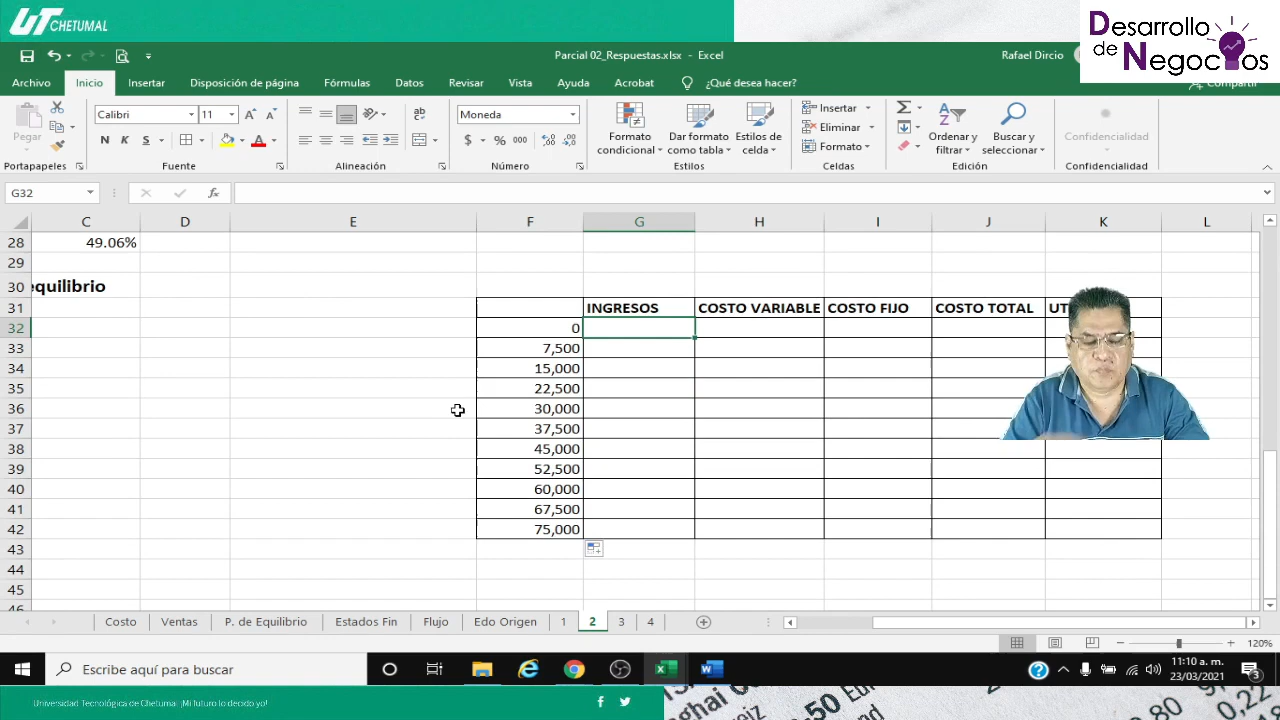 UT CHETUMAL
Desarrollo
de
Negocios
Parcial 02_Respuestas.xlsx - Excel
Rafael Dircio
Archivo Inicio Insertar Disposición de página Fórmulas Datos Revisar Vista Ayuda Acrobat ¿Qué desea hacer? Compartir
Calibri 11 Moneda
Pegar
N K S
$ % 000
Formato condicional
Dar formato como tabla
Estilos de celda
Insertar
Eliminar
Formato
Ordenar y filtrar
Buscar y seleccionar
Confidencialidad
Portapapeles Fuente Alineación Número Estilos Celdas Edición Confidencialidad
G32 fx
C D E F G H I J K L
28 49.06%
29
30 equilibrio
31 INGRESOS COSTO VARIABLE COSTO FIJO COSTO TOTAL UT
32 0
33 7,500
34 15,000
35 22,500
36 30,000
37 37,500
38 45,000
39 52,500
40 60,000
41 67,500
42 75,000
43
44
45
46
Costo Ventas P. de Equilibrio Estados Fin Flujo Edo Origen 1 2 3 4
120%
Escribe aquí para buscar
11:10 a. m.
23/03/2021
3
Universidad Tecnológica de Chetumal: ¡Mi futuro lo decido yo!